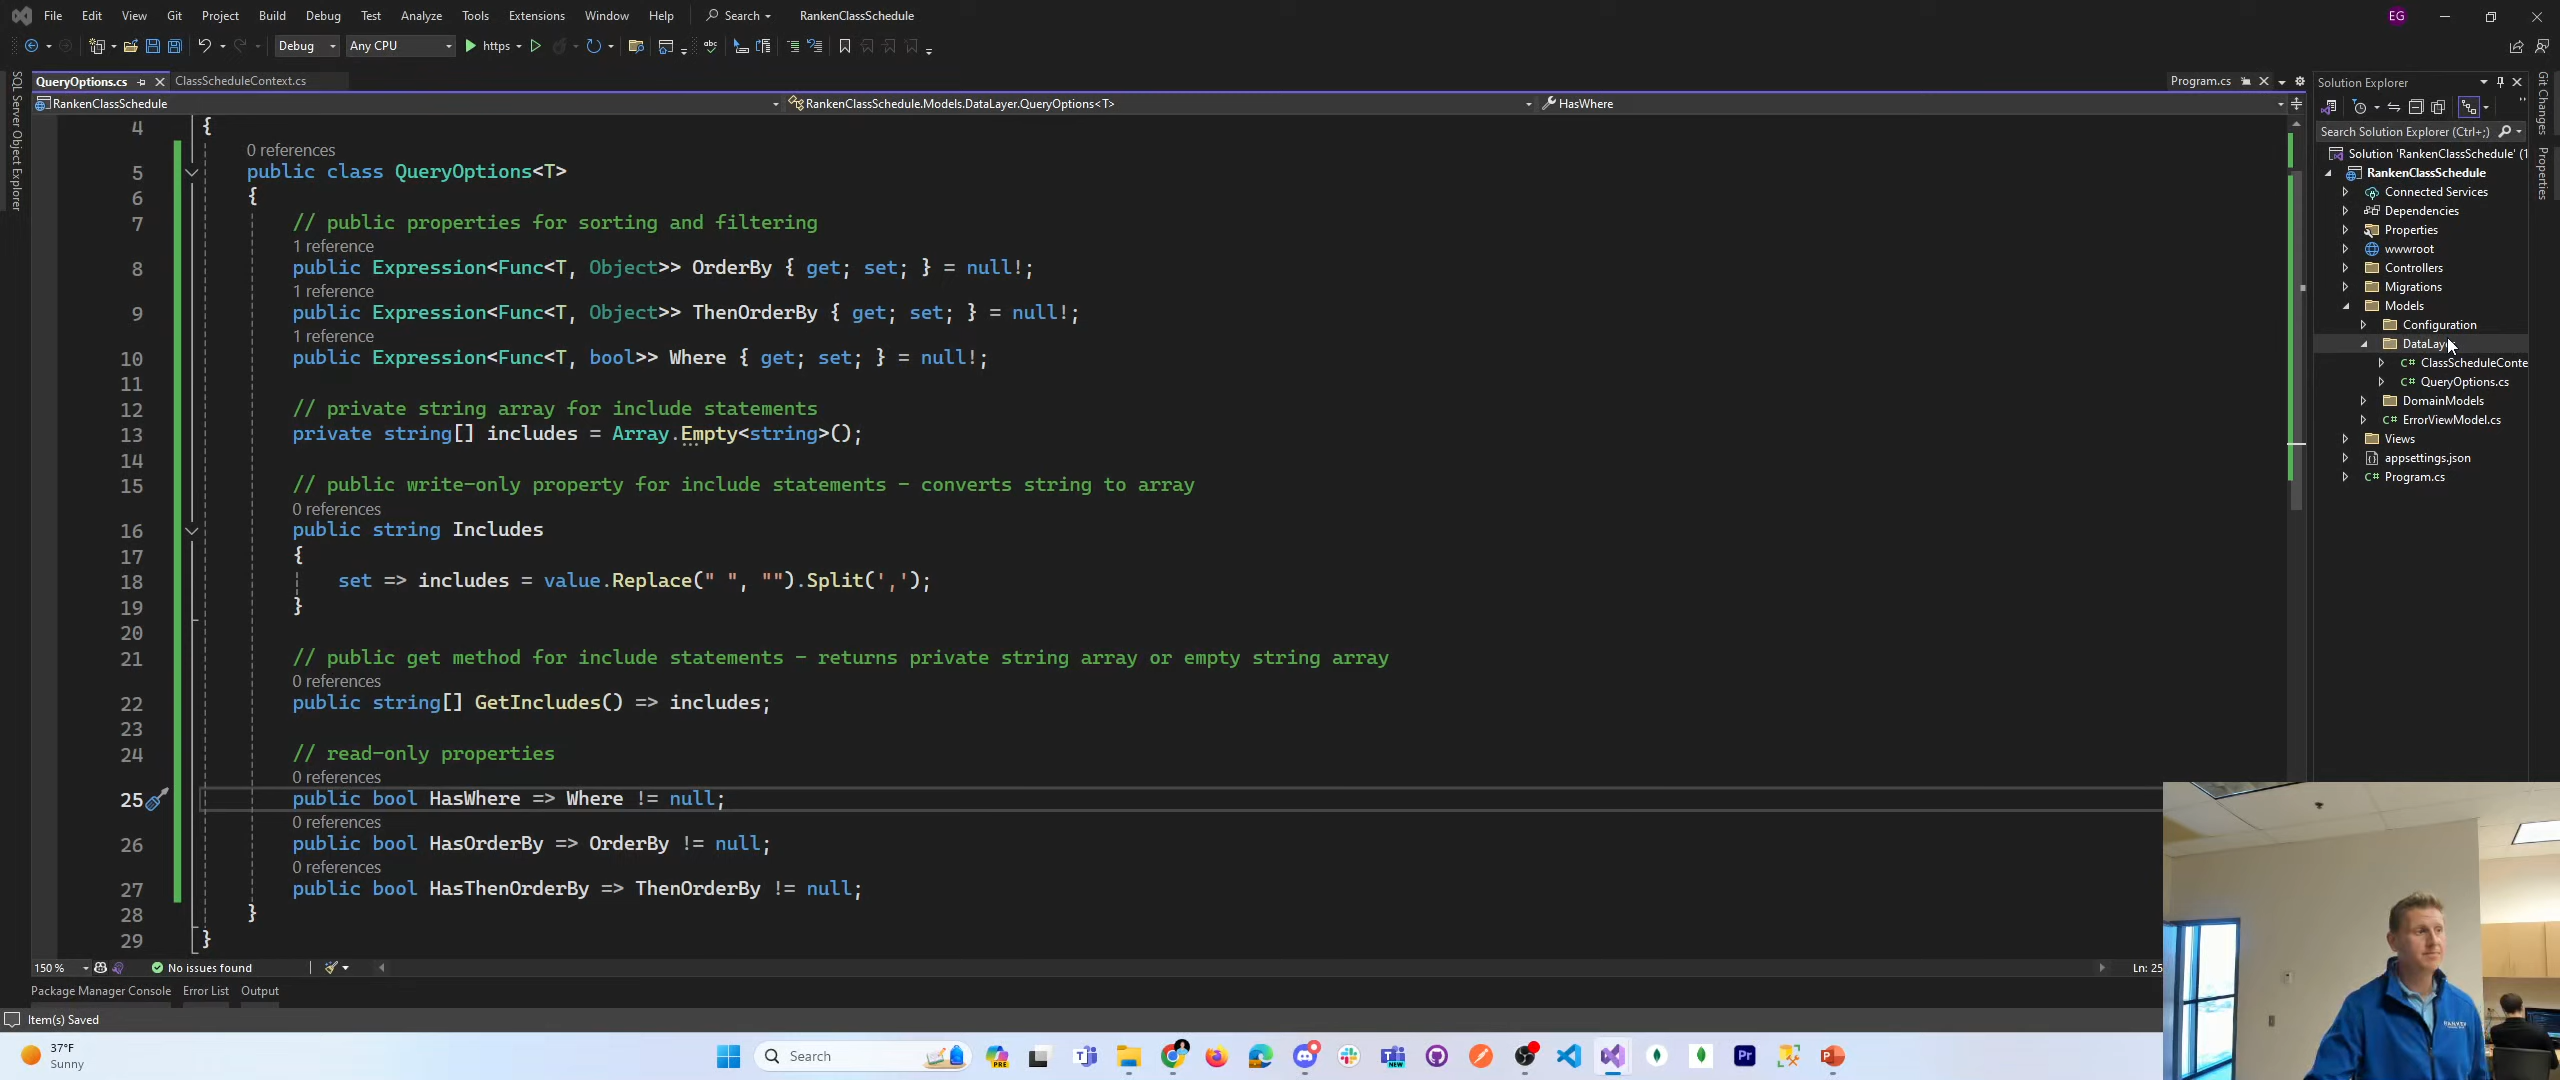 File Edit View Git Project Build Debug Test Analyze Tools Extensions Window Help Search RankenClassSchedule EG
Debug Any CPU https
QueryOptions.cs ClassScheduleContext.cs Program.cs
RankenClassSchedule RankenClassSchedule.Models.DataLayer.QueryOptions<T> HasWhere
SQL Server Object Explorer
4 {
0 references
5 public class QueryOptions<T>
6 {
7 // public properties for sorting and filtering
1 reference
8 public Expression<Func<T, Object>> OrderBy { get; set; } = null!;
1 reference
9 public Expression<Func<T, Object>> ThenOrderBy { get; set; } = null!;
1 reference
10 public Expression<Func<T, bool>> Where { get; set; } = null!;
11
12 // private string array for include statements
13 private string[] includes = Array.Empty<string>();
14
15 // public write-only property for include statements - converts string to array
0 references
16 public string Includes
17 {
18 set => includes = value.Replace(" ", "").Split(',');
19 }
20
21 // public get method for include statements - returns private string array or empty string array
0 references
22 public string[] GetIncludes() => includes;
23
24 // read-only properties
0 references
25 public bool HasWhere => Where != null;
0 references
26 public bool HasOrderBy => OrderBy != null;
0 references
27 public bool HasThenOrderBy => ThenOrderBy != null;
28 }
29 }
150 % No issues found Ln: 25
Package Manager Console Error List Output
Item(s) Saved
Solution Explorer
Search Solution Explorer (Ctrl+;)
Solution 'RankenClassSchedule' (1
RankenClassSchedule
Connected Services
Dependencies
Properties
wwwroot
Controllers
Migrations
Models
Configuration
DataLaye
ClassScheduleConte
QueryOptions.cs
DomainModels
ErrorViewModel.cs
Views
appsettings.json
Program.cs
Git Changes
Properties
37°F
Sunny
Search
PRE
NEW
Pr